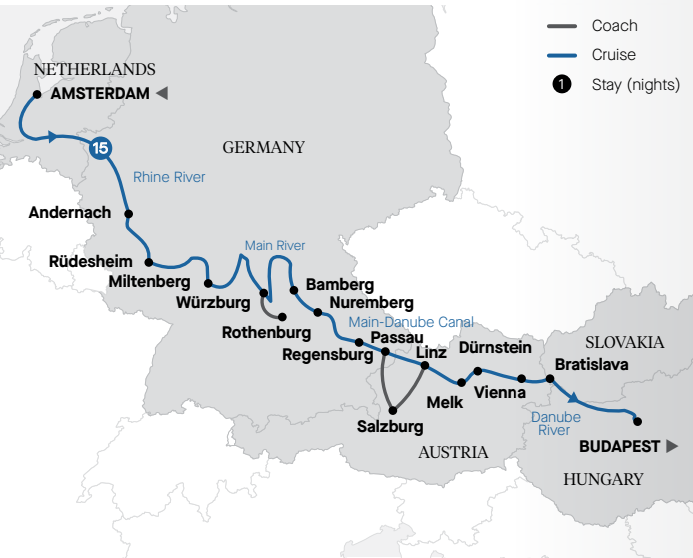 Coach
Cruise
1 Stay (nights)
NETHERLANDS
AMSTERDAM
15
GERMANY
Rhine River
Andernach
Main River
Rüdesheim
Miltenberg
Würzburg
Bamberg
Nuremberg
Rothenburg
Main-Danube Canal
Regensburg
Passau
Linz
Dürnstein
SLOVAKIA
Bratislava
Melk
Vienna
Salzburg
Danube
River
BUDAPEST
AUSTRIA
HUNGARY